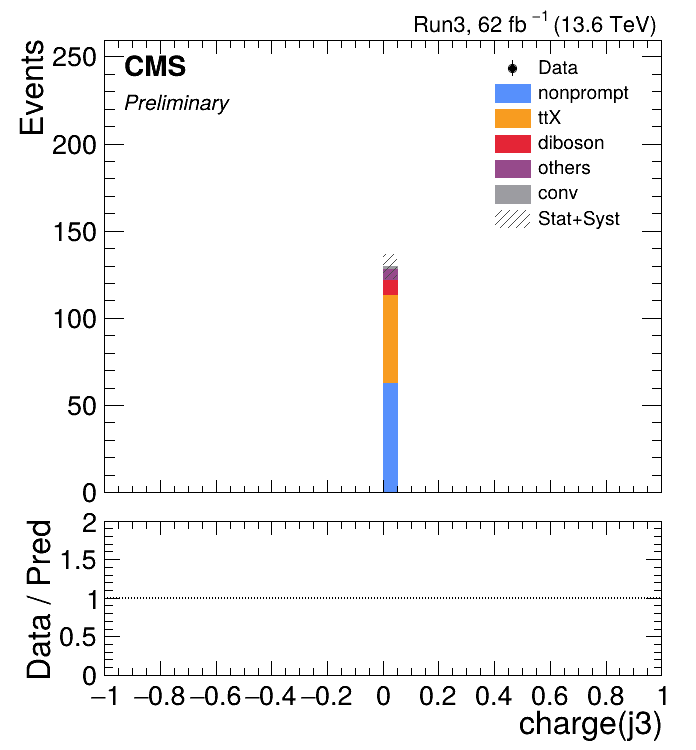 Run3, 62 fb⁻¹ (13.6 TeV)
Events
250
200
150
100
50
0
CMS
Preliminary
Data
nonprompt
ttX
diboson
others
conv
Stat+Syst
Data / Pred
2
1.5
1
0.5
0
−1 −0.8 −0.6 −0.4 −0.2 0 0.2 0.4 0.6 0.8 1
charge(j3)